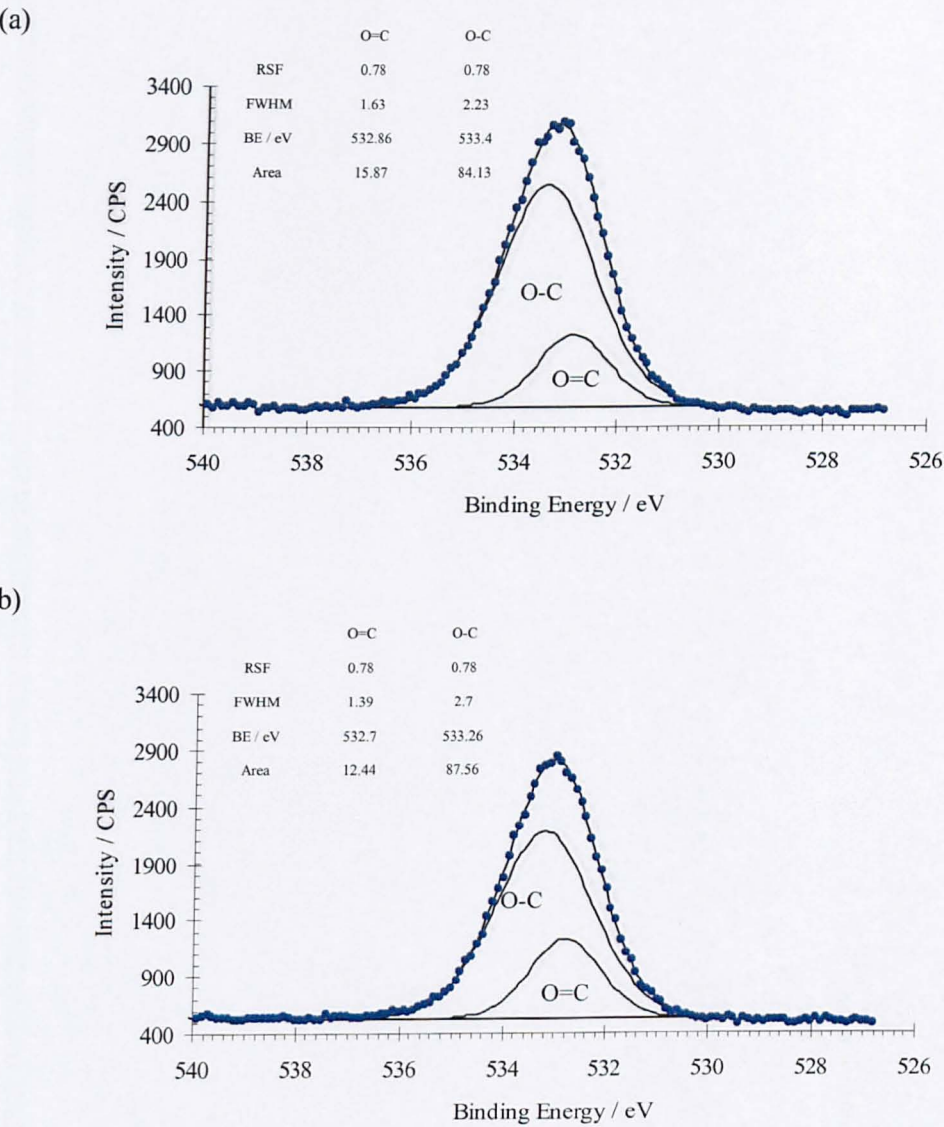 (a)
O=C O-C
RSF 0.78 0.78
FWHM 1.63 2.23
BE / eV 532.86 533.4
Area 15.87 84.13
3400
2900
2400
1900
1400
900
400
Intensity / CPS
O-C
O=C
540 538 536 534 532 530 528 526
Binding Energy / eV
b)
O=C O-C
RSF 0.78 0.78
FWHM 1.39 2.7
BE / eV 532.7 533.26
Area 12.44 87.56
3400
2900
2400
1900
1400
900
400
Intensity / CPS
O-C
O=C
540 538 536 534 532 530 528 526
Binding Energy / eV